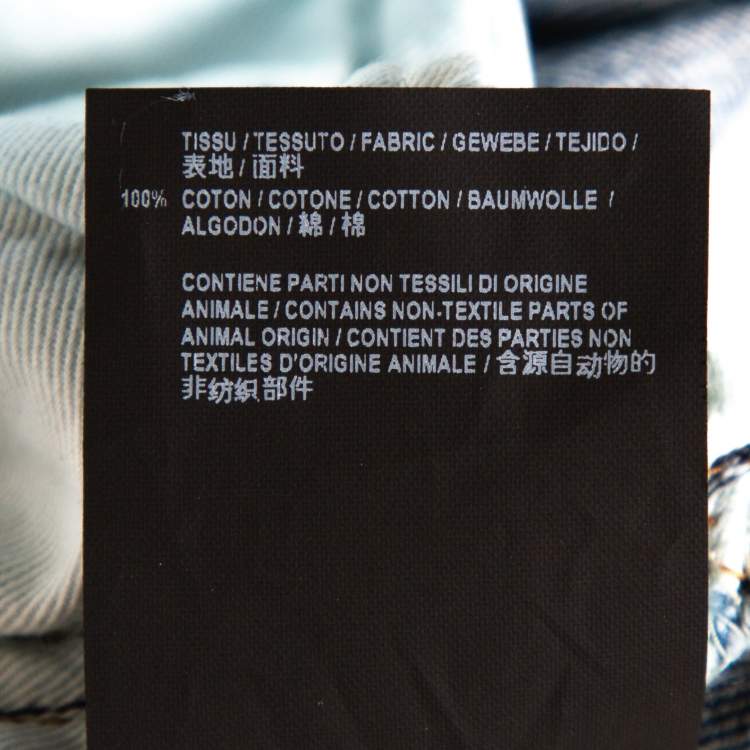 TISSU / TESSUTO / FABRIC / GEWEBE / TEJIDO /
表地 / 面料
100% COTON / COTONE / COTTON / BAUMWOLLE /
ALGODON / 綿 / 棉
CONTIENE PARTI NON TESSILI DI ORIGINE
ANIMALE / CONTAINS NON-TEXTILE PARTS OF
ANIMAL ORIGIN / CONTIENT DES PARTIES NON
TEXTILES D'ORIGINE ANIMALE / 含源自动物的
非纺织部件